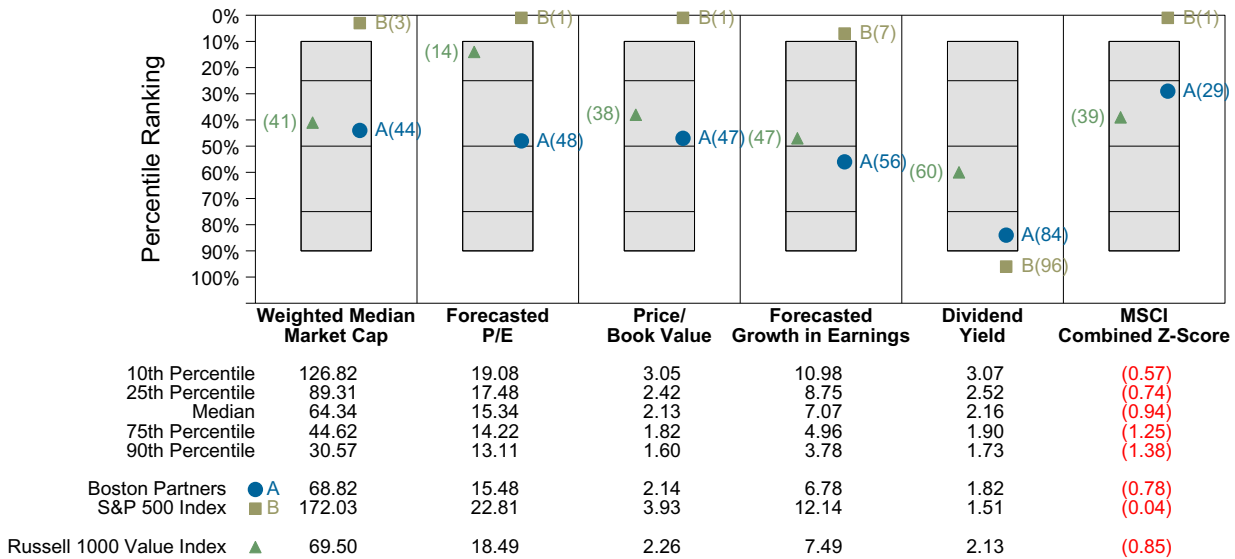 0%
10%
20%
30%
40%
50%
60%
70%
80%
90%
100%
Percentile Ranking
B(3) B(1) B(1) B(7) B(96) B(1)
(41) (14) (38) (47) (60) (39)
A(44) A(48) A(47) A(56) A(84) A(29)
Weighted Median Market Cap
Forecasted P/E
Price/ Book Value
Forecasted Growth in Earnings
Dividend Yield
MSCI Combined Z-Score
10th Percentile 126.82 19.08 3.05 10.98 3.07 (0.57)
25th Percentile 89.31 17.48 2.42 8.75 2.52 (0.74)
Median 64.34 15.34 2.13 7.07 2.16 (0.94)
75th Percentile 44.62 14.22 1.82 4.96 1.90 (1.25)
90th Percentile 30.57 13.11 1.60 3.78 1.73 (1.38)
Boston Partners A 68.82 15.48 2.14 6.78 1.82 (0.78)
S&P 500 Index B 172.03 22.81 3.93 12.14 1.51 (0.04)
Russell 1000 Value Index 69.50 18.49 2.26 7.49 2.13 (0.85)